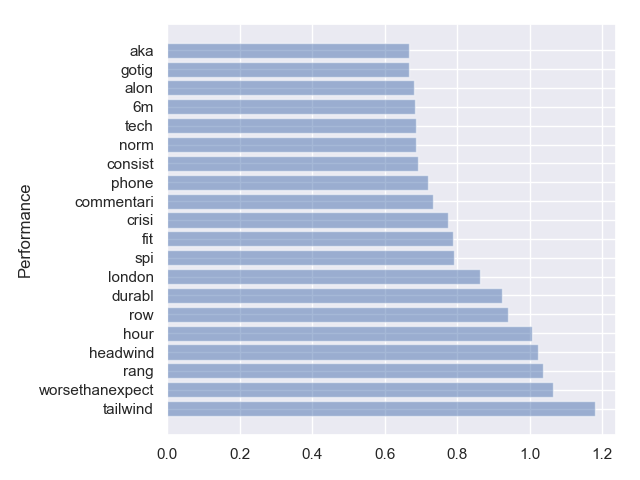 aka
gotig
alon
6m
tech
norm
consist
phone
commentari
crisi
fit
spi
london
durabl
row
hour
headwind
rang
worsethanexpect
tailwind
Performance
0.0 0.2 0.4 0.6 0.8 1.0 1.2